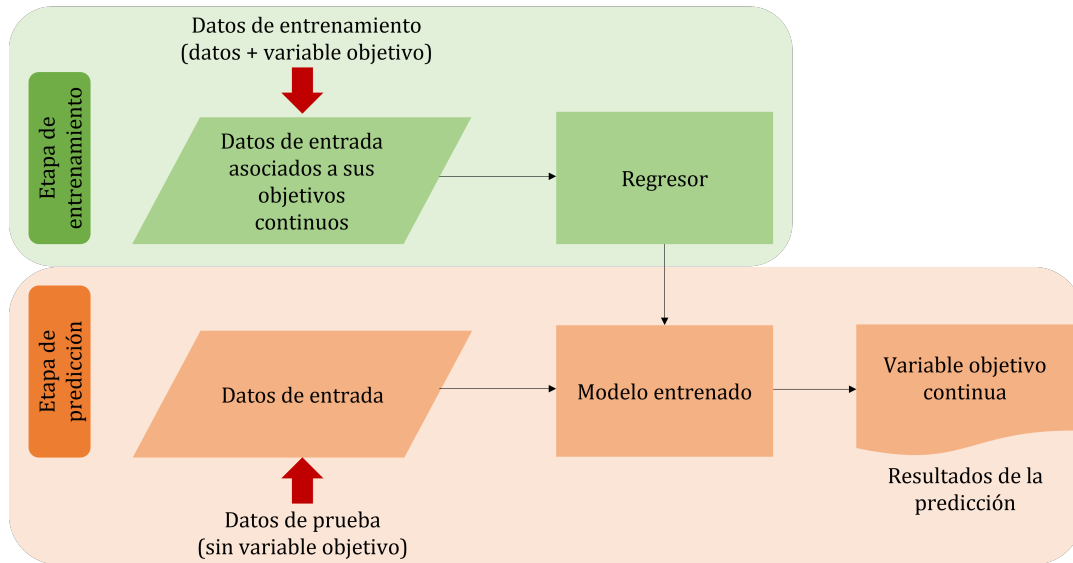 Datos de entrenamiento
(datos + variable objetivo)
Etapa de
entrenamiento
Datos de entrada
asociados a sus
objetivos
continuos
Regresor
Etapa de
predicción
Datos de entrada
Modelo entrenado
Variable objetivo
continua
Resultados de la
predicción
Datos de prueba
(sin variable objetivo)